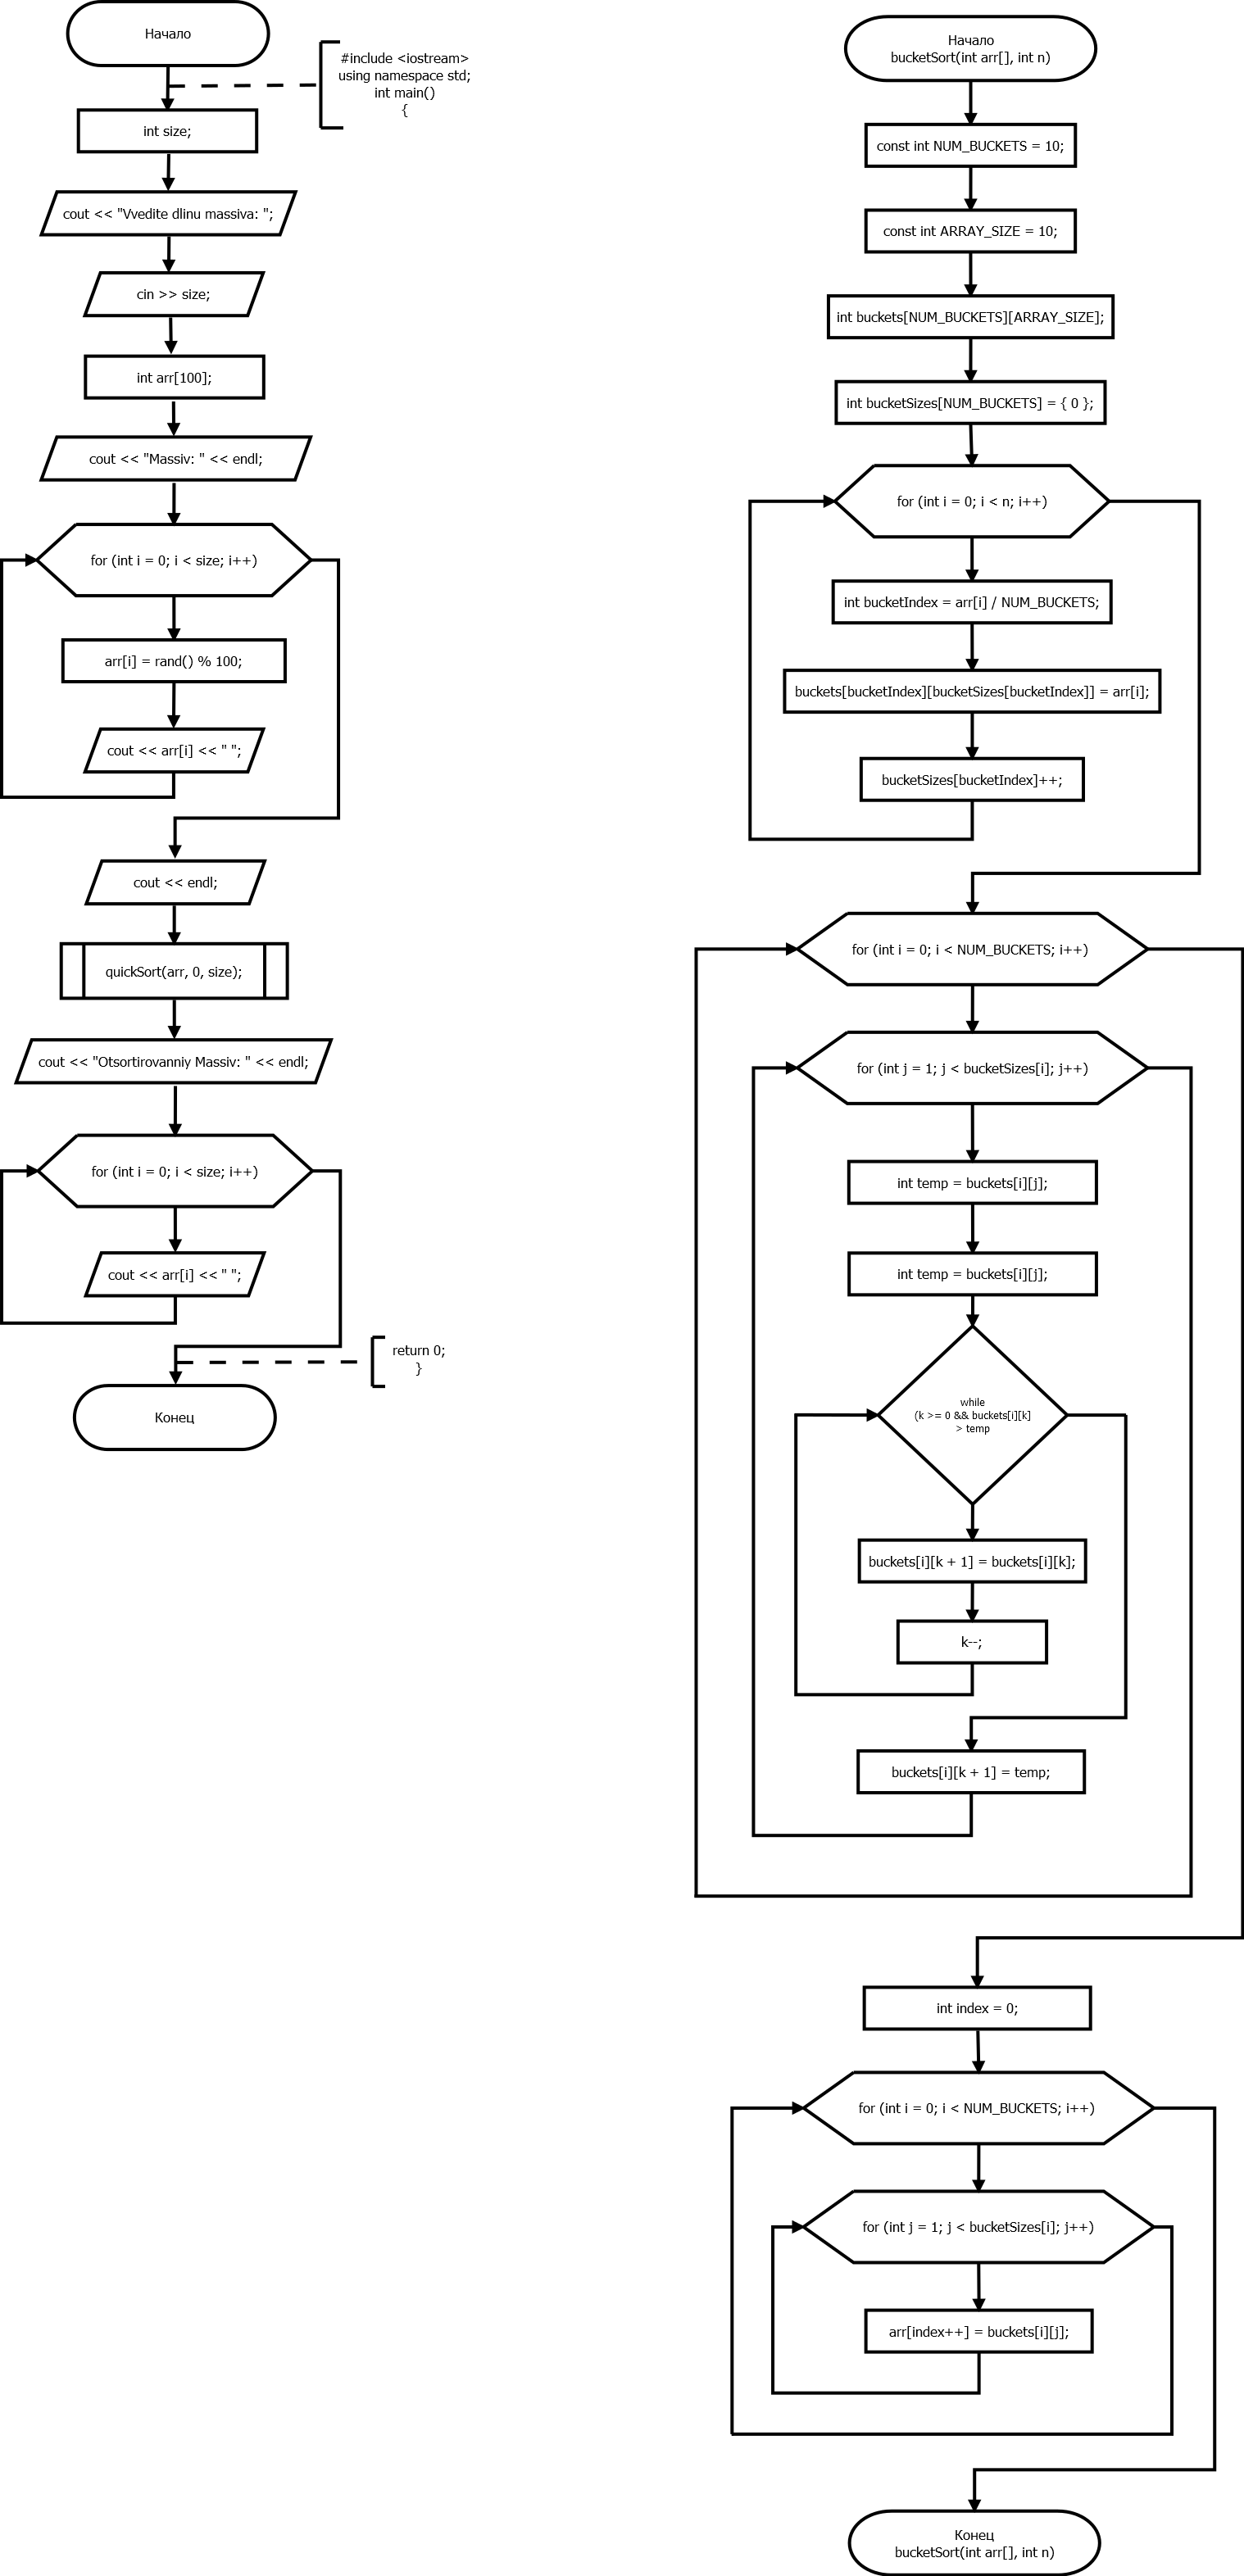 Начало
#include <iostream>
using namespace std;
int main()
{
int size;
cout << "Vvedite dlinu massiva: ";
cin >> size;
int arr[100];
cout << "Massiv: " << endl;
for (int i = 0; i < size; i++)
arr[i] = rand() % 100;
cout << arr[i] << " ";
cout << endl;
quickSort(arr, 0, size);
cout << "Otsortirovanniy Massiv: " << endl;
for (int i = 0; i < size; i++)
cout << arr[i] << " ";
return 0;
}
Конец
Начало
bucketSort(int arr[], int n)
const int NUM_BUCKETS = 10;
const int ARRAY_SIZE = 10;
int buckets[NUM_BUCKETS][ARRAY_SIZE];
int bucketSizes[NUM_BUCKETS] = { 0 };
for (int i = 0; i < n; i++)
int bucketIndex = arr[i] / NUM_BUCKETS;
buckets[bucketIndex][bucketSizes[bucketIndex]] = arr[i];
bucketSizes[bucketIndex]++;
for (int i = 0; i < NUM_BUCKETS; i++)
for (int j = 1; j < bucketSizes[i]; j++)
int temp = buckets[i][j];
int temp = buckets[i][j];
while
(k >= 0 && buckets[i][k]
> temp
buckets[i][k + 1] = buckets[i][k];
k--;
buckets[i][k + 1] = temp;
int index = 0;
for (int i = 0; i < NUM_BUCKETS; i++)
for (int j = 1; j < bucketSizes[i]; j++)
arr[index++] = buckets[i][j];
Конец
bucketSort(int arr[], int n)